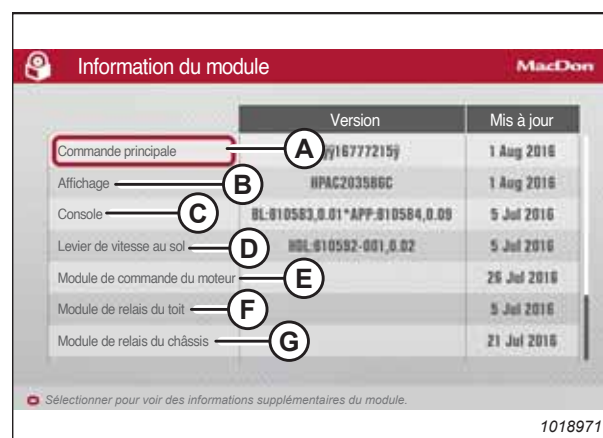 Information du module MacDon
Version Mis à jour
Commande principale A ÿÿ16777215ÿ 1 Aug 2016
Affichage B HPAC203586C 1 Aug 2016
Console C BL:610583,0.01*APP:610584,0.09 5 Jul 2016
Levier de vitesse au sol D HDL:610592-001,0.02 5 Jul 2016
Module de commande du moteur E 26 Jul 2016
Module de relais du toit F 5 Jul 2016
Module de relais du châssis G 21 Jul 2016
Sélectionner pour voir des informations supplémentaires du module.
1018971